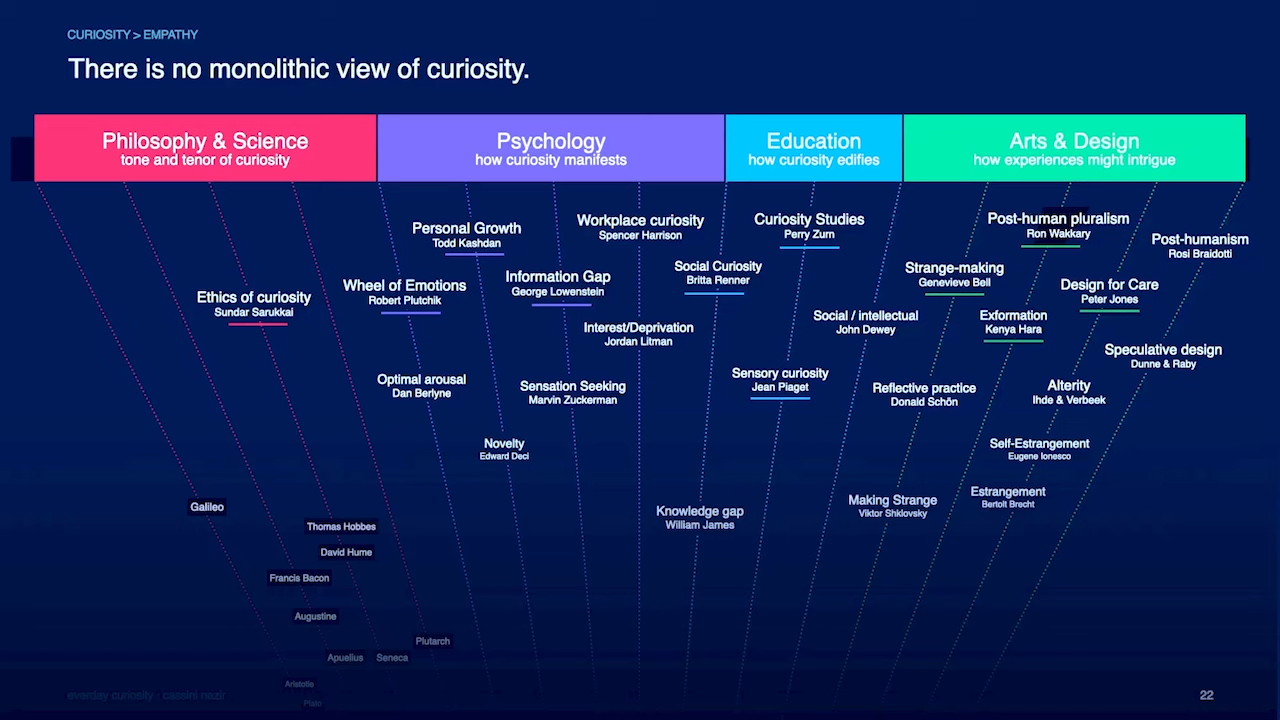 CURIOSITY > EMPATHY
There is no monolithic view of curiosity.
Philosophy & Science
tone and tenor of curiosity
Psychology
how curiosity manifests
Education
how curiosity edifies
Arts & Design
how experiences might intrigue
Ethics of curiosity
Sundar Sarukkai
Galileo
Thomas Hobbes
David Hume
Francis Bacon
Augustine
Plutarch
Apuelius
Seneca
Aristotle
Plato
Personal Growth
Todd Kashdan
Workplace curiosity
Spencer Harrison
Wheel of Emotions
Robert Plutchik
Information Gap
George Lowenstein
Social Curiosity
Britta Renner
Interest/Deprivation
Jordan Litman
Optimal arousal
Dan Berlyne
Sensation Seeking
Marvin Zuckerman
Novelty
Edward Deci
Knowledge gap
William James
Curiosity Studies
Perry Zurn
Social / intellectual
John Dewey
Sensory curiosity
Jean Piaget
Post-human pluralism
Ron Wakkary
Post-humanism
Rosi Braidotti
Strange-making
Genevieve Bell
Design for Care
Peter Jones
Exformation
Kenya Hara
Speculative design
Dunne & Raby
Reflective practice
Donald Schön
Alterity
Ihde & Verbeek
Self-Estrangement
Eugene Ionesco
Making Strange
Viktor Shklovsky
Estrangement
Bertolt Brecht
everday curiosity · cassini nazir
22